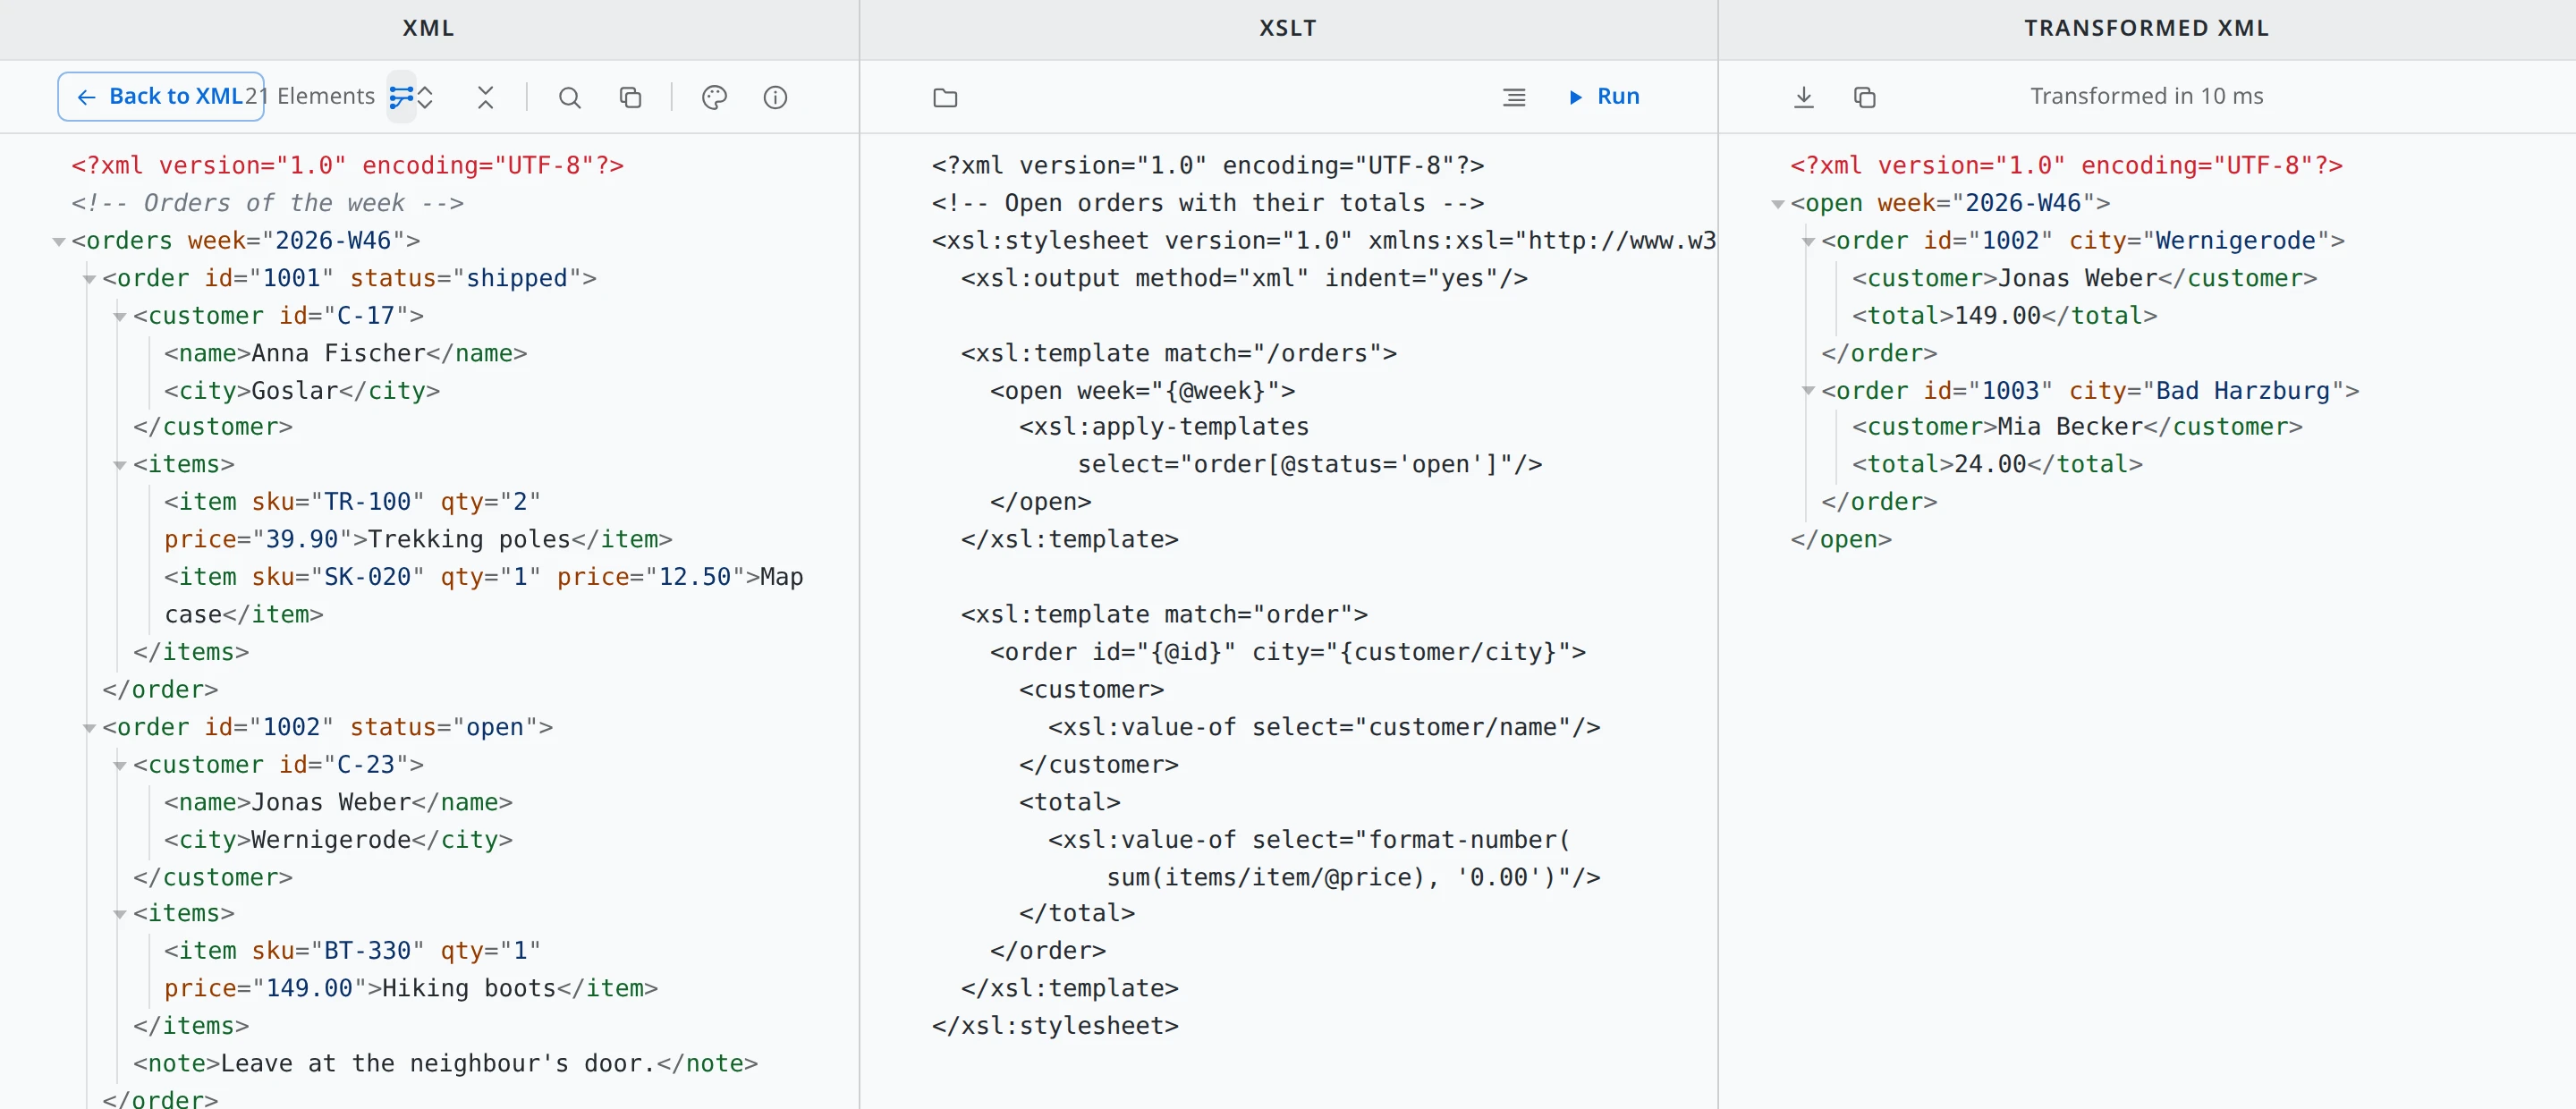 XML
Back to XML
21 Elements
<?xml version="1.0" encoding="UTF-8"?>
<!-- Orders of the week -->
<orders week="2026-W46">
<order id="1001" status="shipped">
<customer id="C-17">
<name>Anna Fischer</name>
<city>Goslar</city>
</customer>
<items>
<item sku="TR-100" qty="2"
price="39.90">Trekking poles</item>
<item sku="SK-020" qty="1" price="12.50">Map
case</item>
</items>
</order>
<order id="1002" status="open">
<customer id="C-23">
<name>Jonas Weber</name>
<city>Wernigerode</city>
</customer>
<items>
<item sku="BT-330" qty="1"
price="149.00">Hiking boots</item>
</items>
<note>Leave at the neighbour's door.</note>
</order>
XSLT
Run
<?xml version="1.0" encoding="UTF-8"?>
<!-- Open orders with their totals -->
<xsl:stylesheet version="1.0" xmlns:xsl="http://www.w3
<xsl:output method="xml" indent="yes"/>
<xsl:template match="/orders">
<open week="{@week}">
<xsl:apply-templates
select="order[@status='open']"/>
</open>
</xsl:template>
<xsl:template match="order">
<order id="{@id}" city="{customer/city}">
<customer>
<xsl:value-of select="customer/name"/>
</customer>
<total>
<xsl:value-of select="format-number(
sum(items/item/@price), '0.00')"/>
</total>
</order>
</xsl:template>
</xsl:stylesheet>
TRANSFORMED XML
Transformed in 10 ms
<?xml version="1.0" encoding="UTF-8"?>
<open week="2026-W46">
<order id="1002" city="Wernigerode">
<customer>Jonas Weber</customer>
<total>149.00</total>
</order>
<order id="1003" city="Bad Harzburg">
<customer>Mia Becker</customer>
<total>24.00</total>
</order>
</open>